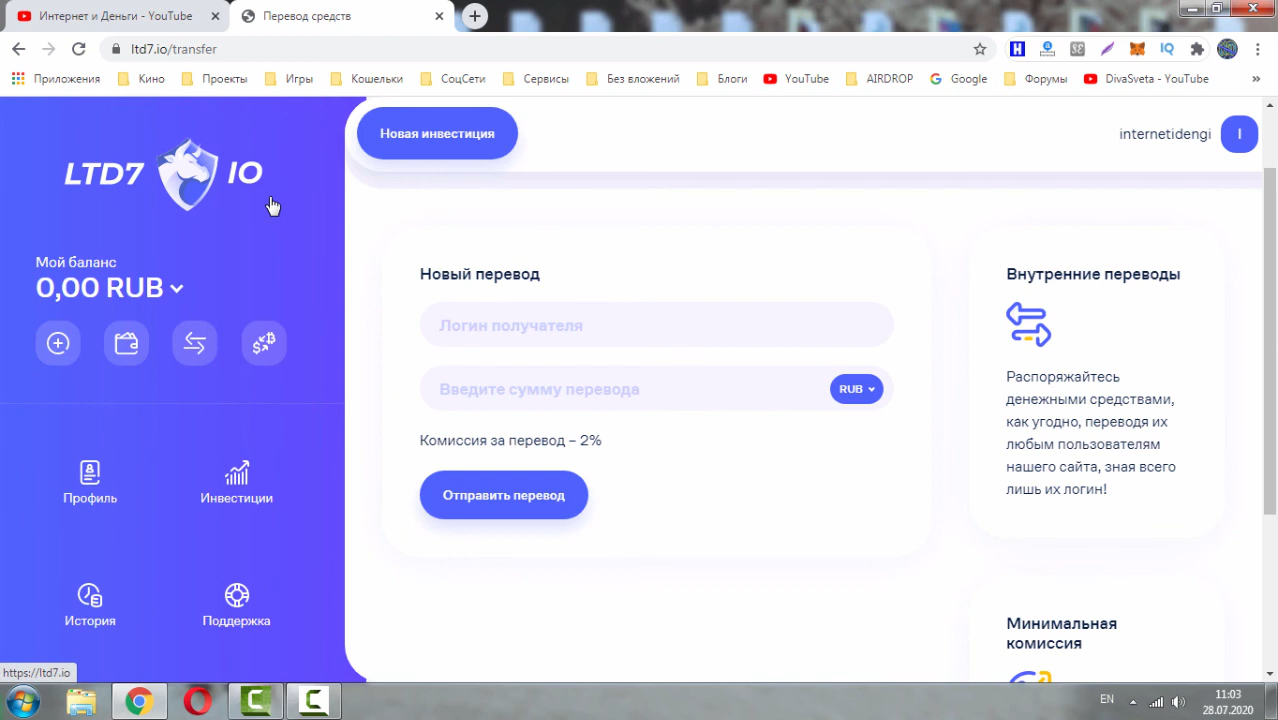 Интернет и Деньги - YouTube
Перевод средств
ltd7.io/transfer
Приложения
Кино
Проекты
Игры
Кошельки
СоцСети
Сервисы
Без вложений
Блоги
YouTube
AIRDROP
Google
Форумы
DivaSveta - YouTube
LTD7 IO
Новая инвестиция
internetidengi
I
Мой баланс
0,00 RUB
Новый перевод
Логин получателя
Введите сумму перевода
RUB
Комиссия за перевод – 2%
Отправить перевод
Внутренние переводы
Распоряжайтесь
денежными средствами,
как угодно, переводя их
любым пользователям
нашего сайта, зная всего
лишь их логин!
Минимальная
комиссия
Профиль
Инвестиции
История
Поддержка
https://ltd7.io
EN
11:03
28.07.2020